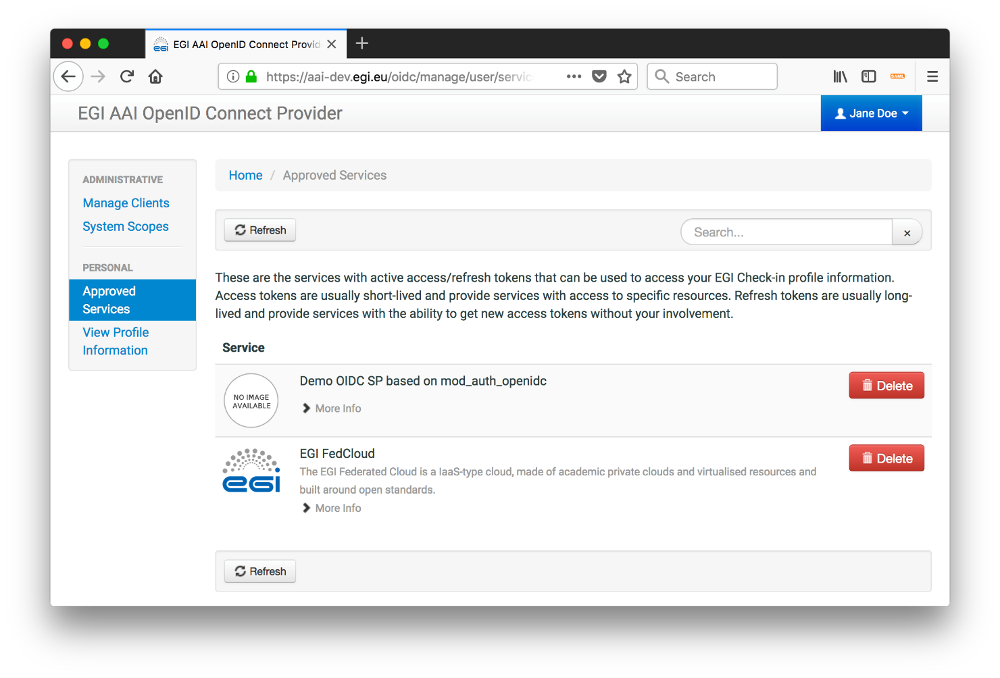 EGI AAI OpenID Connect Provid
https://aai-dev.egi.eu/oidc/manage/user/servic
Search
SAML
EGI AAI OpenID Connect Provider
Jane Doe
ADMINISTRATIVE
Manage Clients
System Scopes
PERSONAL
Approved
Services
View Profile
Information
Home / Approved Services
Refresh
Search...
×
These are the services with active access/refresh tokens that can be used to access your EGI Check-in profile information.
Access tokens are usually short-lived and provide services with access to specific resources. Refresh tokens are usually long-
lived and provide services with the ability to get new access tokens without your involvement.
Service
NO IMAGE
AVAILABLE
Demo OIDC SP based on mod_auth_openidc
More Info
Delete
egi
EGI FedCloud
The EGI Federated Cloud is a IaaS-type cloud, made of academic private clouds and virtualised resources and
built around open standards.
More Info
Delete
Refresh